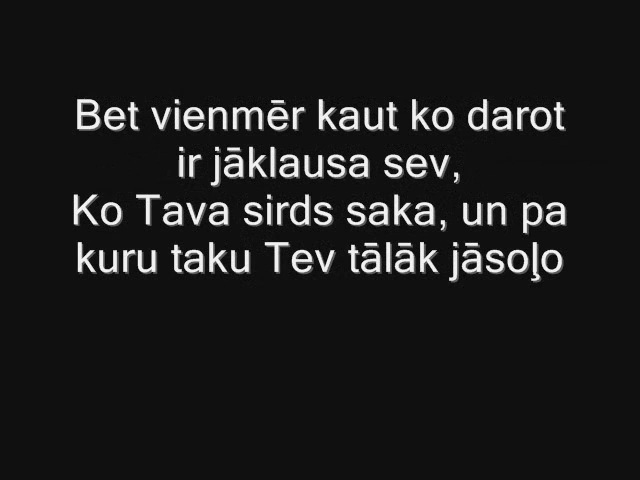 Bet vienmēr kaut ko darot
ir jāklausa sev,
Ko Tava sirds saka, un pa
kuru taku Tev tālāk jāsoļo